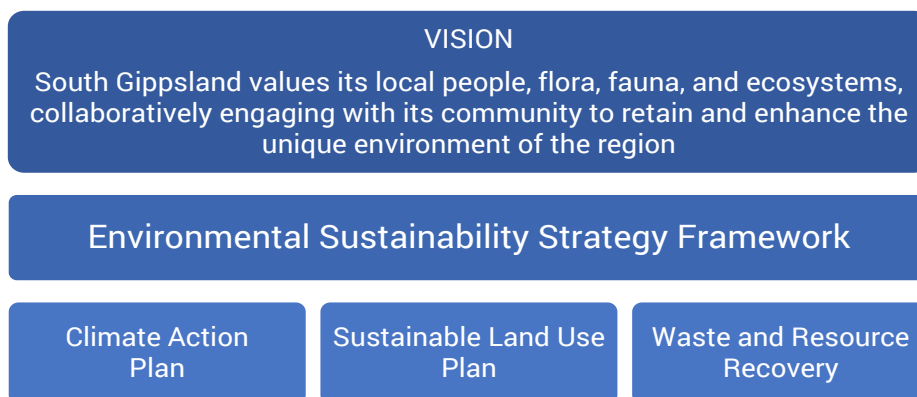 VISION
South Gippsland values its local people, flora, fauna, and ecosystems,
collaboratively engaging with its community to retain and enhance the
unique environment of the region
Environmental Sustainability Strategy Framework
Climate Action
Plan
Sustainable Land Use
Plan
Waste and Resource
Recovery